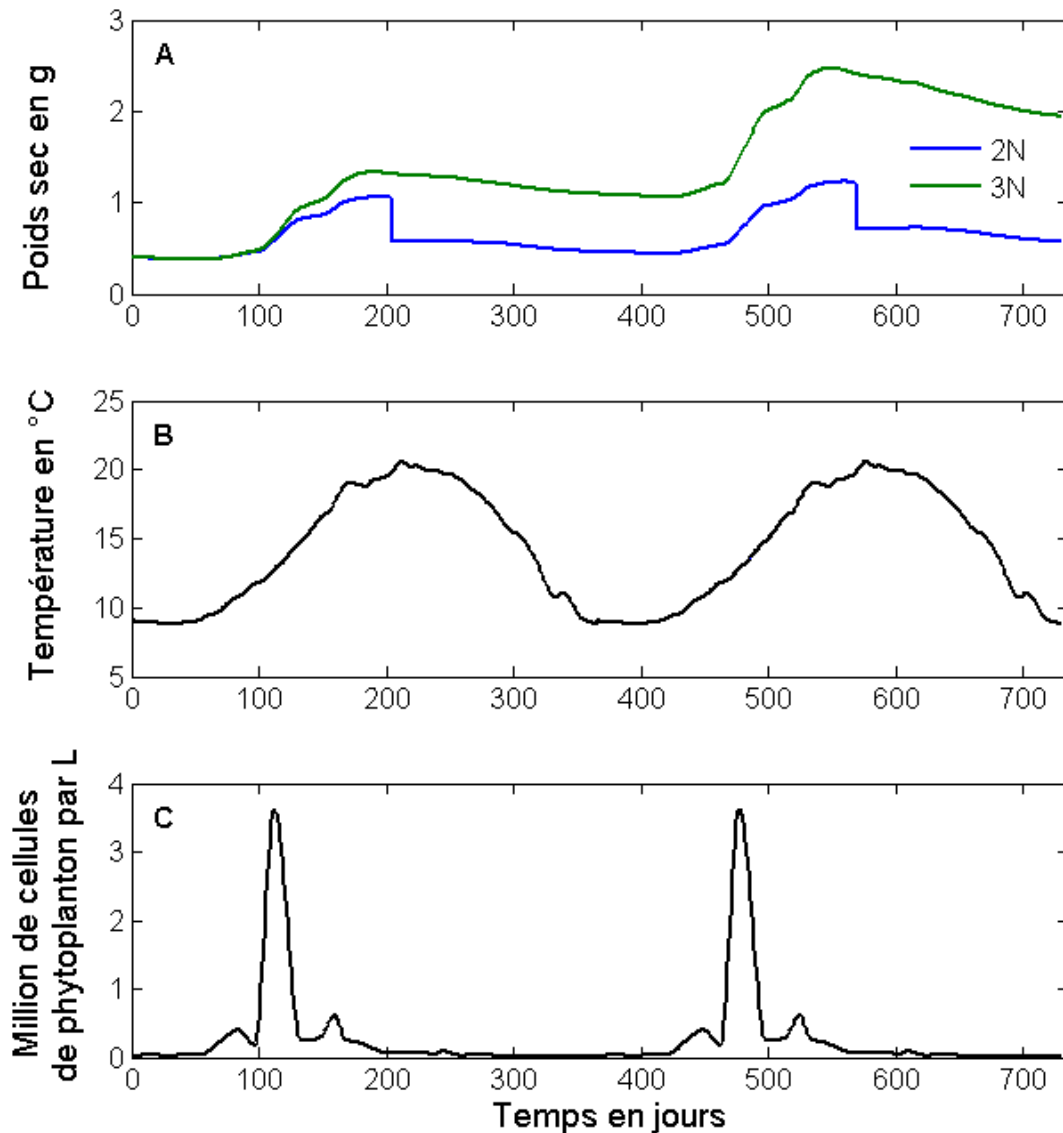 A
Poids sec en g
3
2
1
0
2N
3N
0 100 200 300 400 500 600 700
B
Température en °C
25
20
15
10
5
0 100 200 300 400 500 600 700
C
Million de cellules
de phytoplanton par L
4
3
2
1
0
0 100 200 300 400 500 600 700
Temps en jours